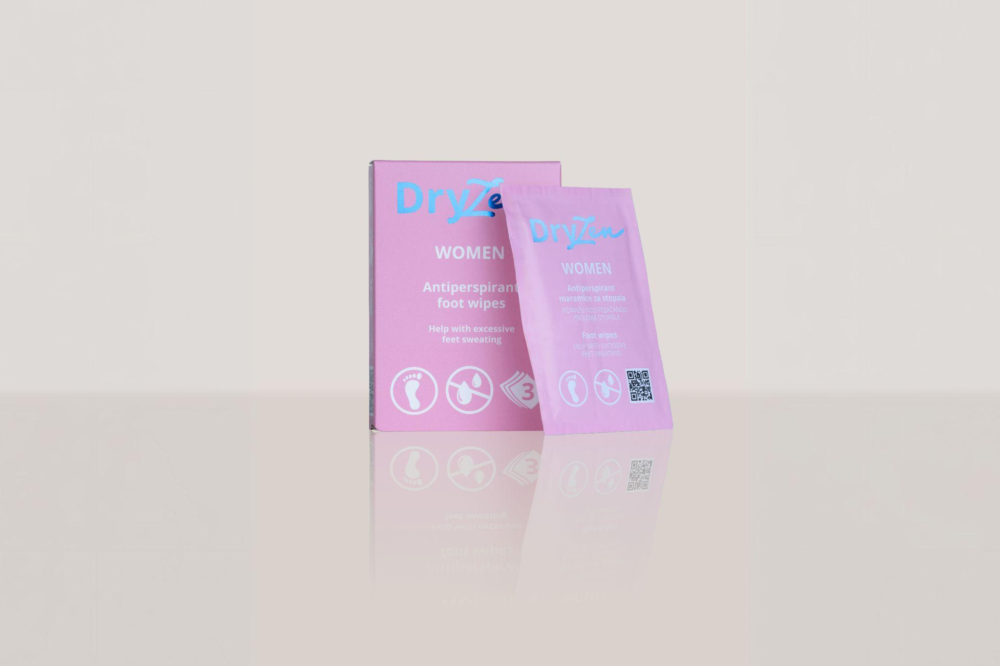 DryZe
WOMEN
Antiperspirant
foot wipes
Help with excessive
feet sweating
3
DryZen
WOMEN
Antiperspirant
maramice za stopala
POMAŽU KOD POJAČANOG
ZNOJENJA STOPALA
Foot wipes
HELP WITH EXCESSIVE
FEET SWEATING